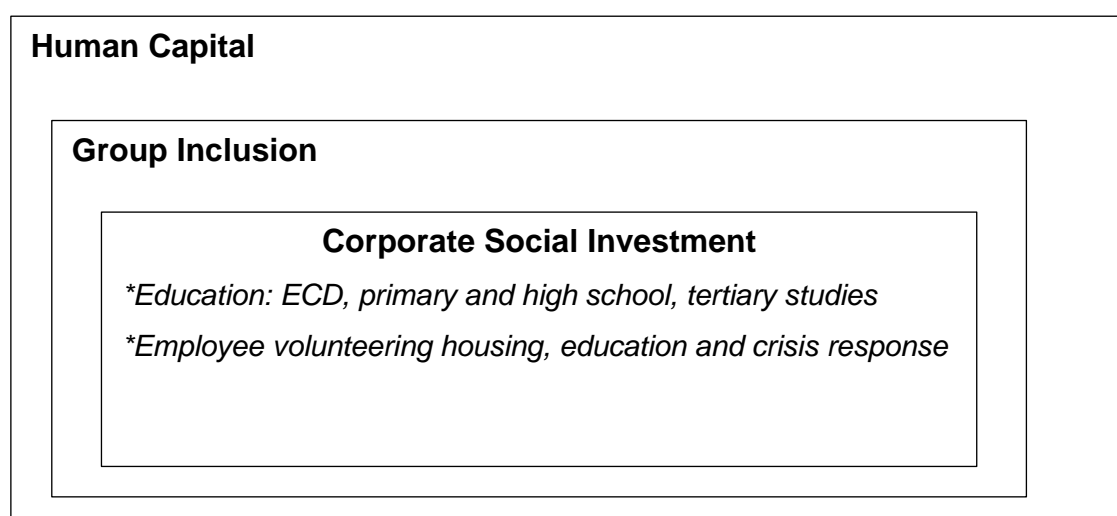 Human Capital
Group Inclusion
Corporate Social Investment
*Education: ECD, primary and high school, tertiary studies
*Employee volunteering housing, education and crisis response